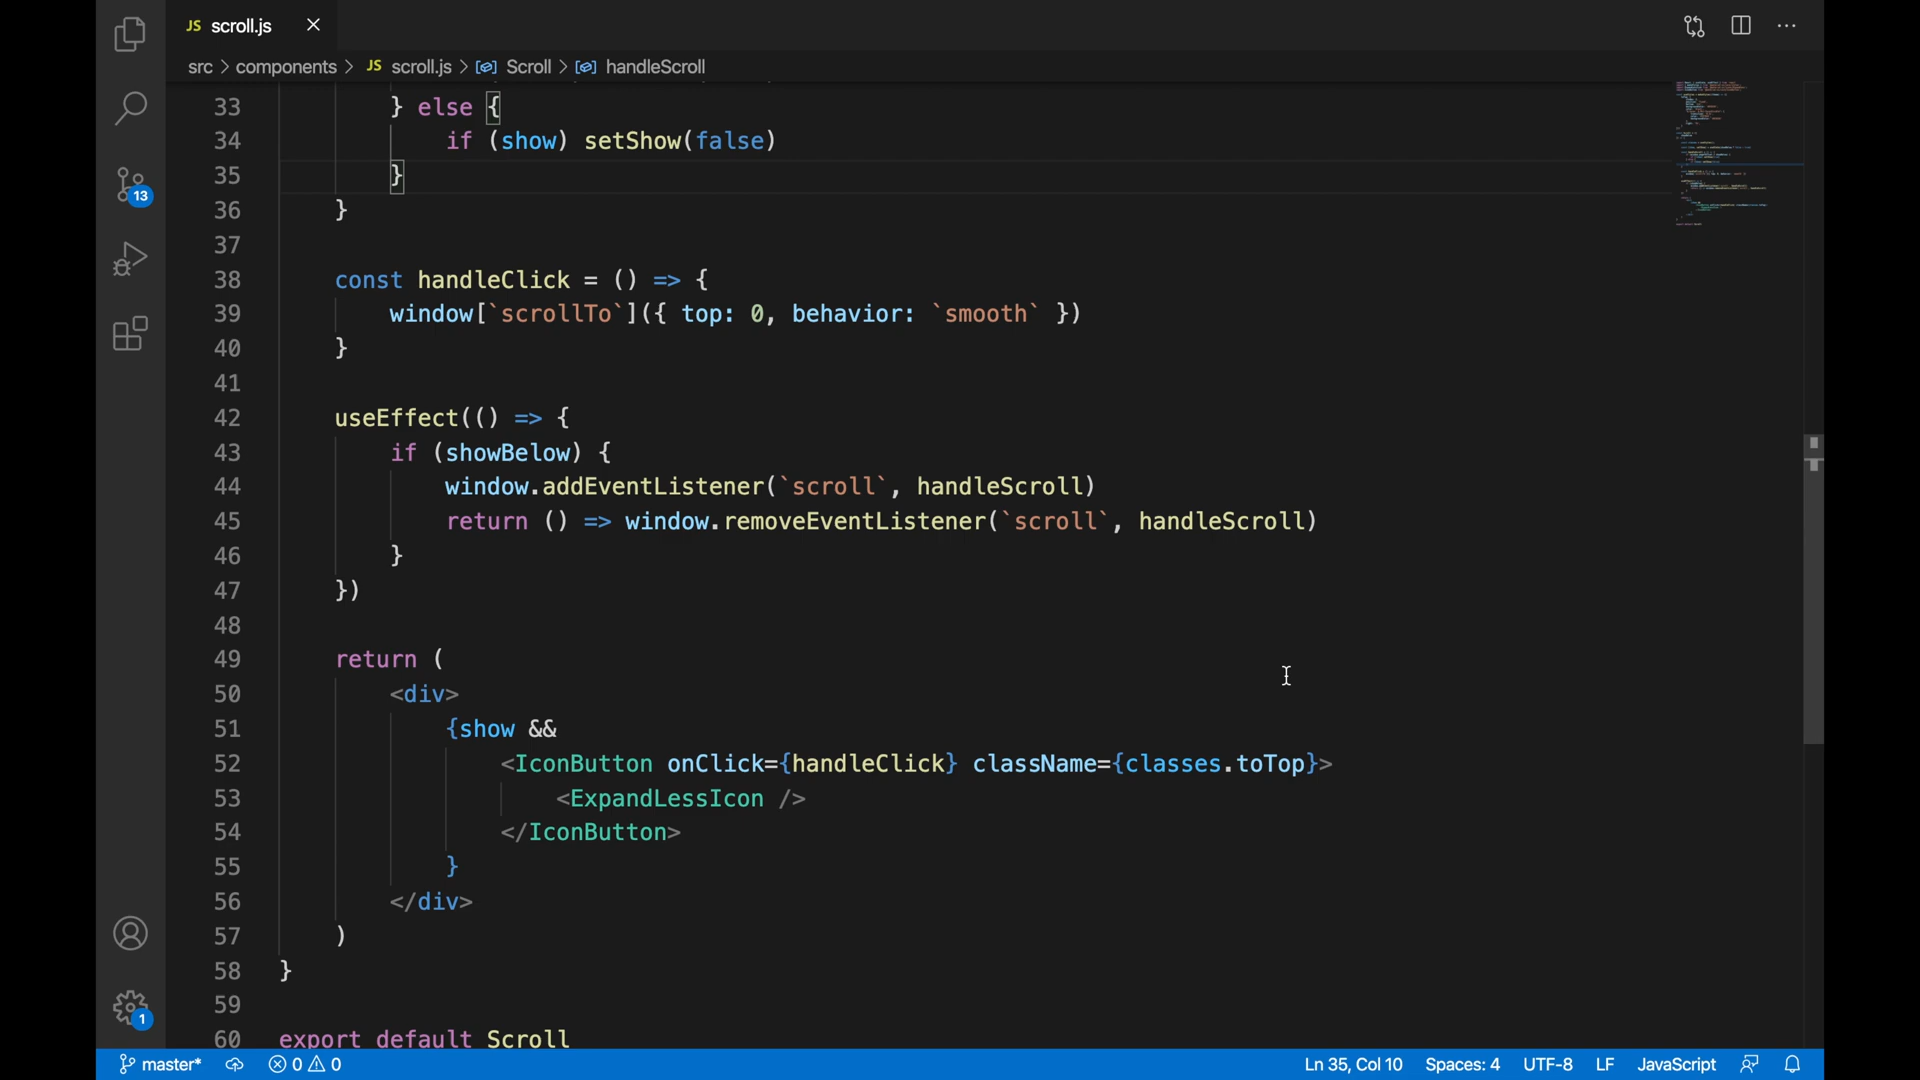 JS scroll.js
src > components > JS scroll.js > Scroll > handleScroll
33 } else {
34 if (show) setShow(false)
35 }
36 }
37
38 const handleClick = () => {
39 window[`scrollTo`]({ top: 0, behavior: `smooth` })
40 }
41
42 useEffect(() => {
43 if (showBelow) {
44 window.addEventListener(`scroll`, handleScroll)
45 return () => window.removeEventListener(`scroll`, handleScroll)
46 }
47 })
48
49 return (
50 <div>
51 {show &&
52 <IconButton onClick={handleClick} className={classes.toTop}>
53 <ExpandLessIcon />
54 </IconButton>
55 }
56 </div>
57 )
58 }
59
60 export default Scroll
13
1
master* 0 0 Ln 35, Col 10 Spaces: 4 UTF-8 LF JavaScript